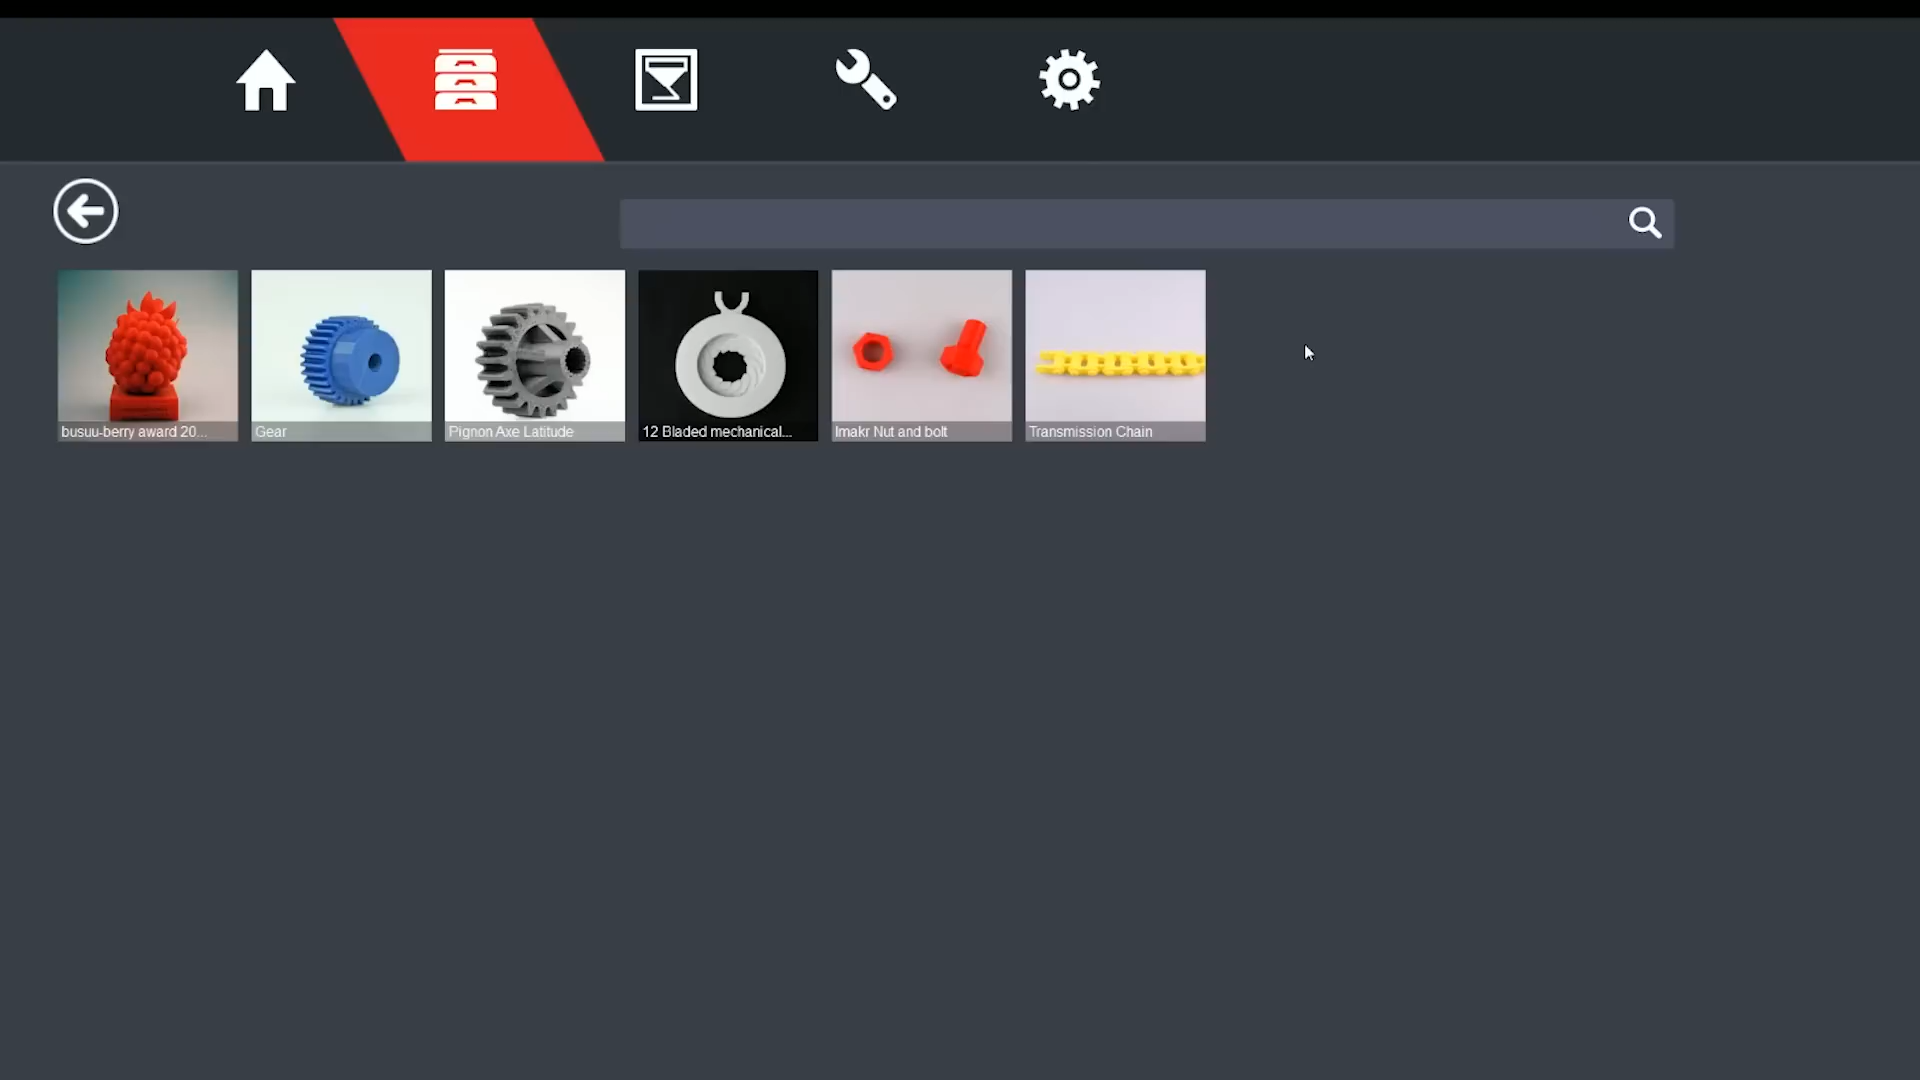 busuu-berry award 20...
Gear
Pignon Axe Latitude
12 Bladed mechanical...
Imakr Nut and bolt
Transmission Chain